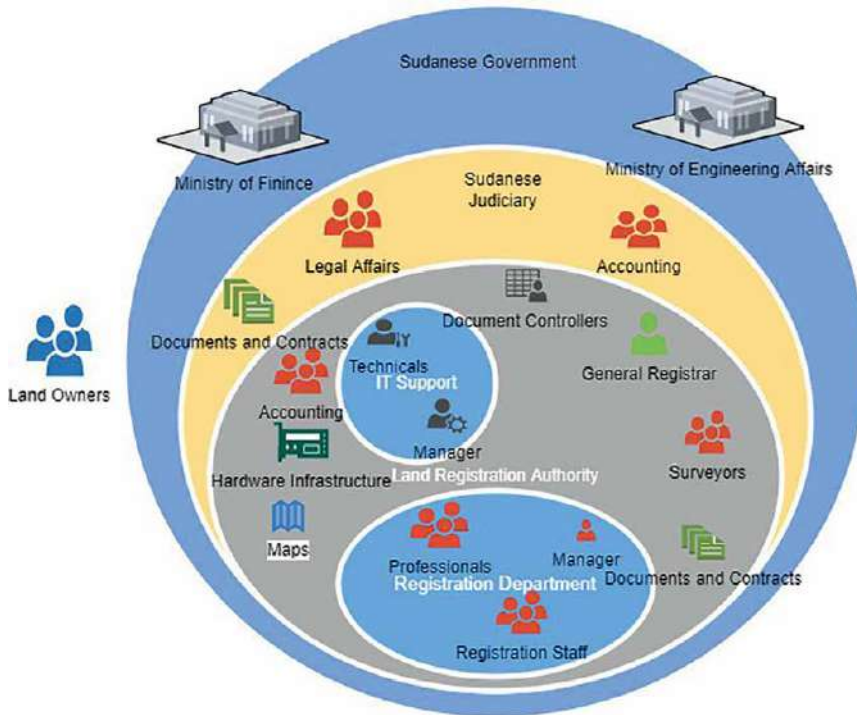 Sudanese Government
Ministry of Finince
Ministry of Engineering Affairs
Sudanese
Judiciary
Legal Affairs
Accounting
Documents and Contracts
Document Controllers
Technicals
IT Support
General Registrar
Land Owners
Accounting
Manager
Hardware Infrastructure
Land Registration Authority
Surveyors
Maps
Professionals
Manager
Documents and Contracts
Registration Department
Registration Staff